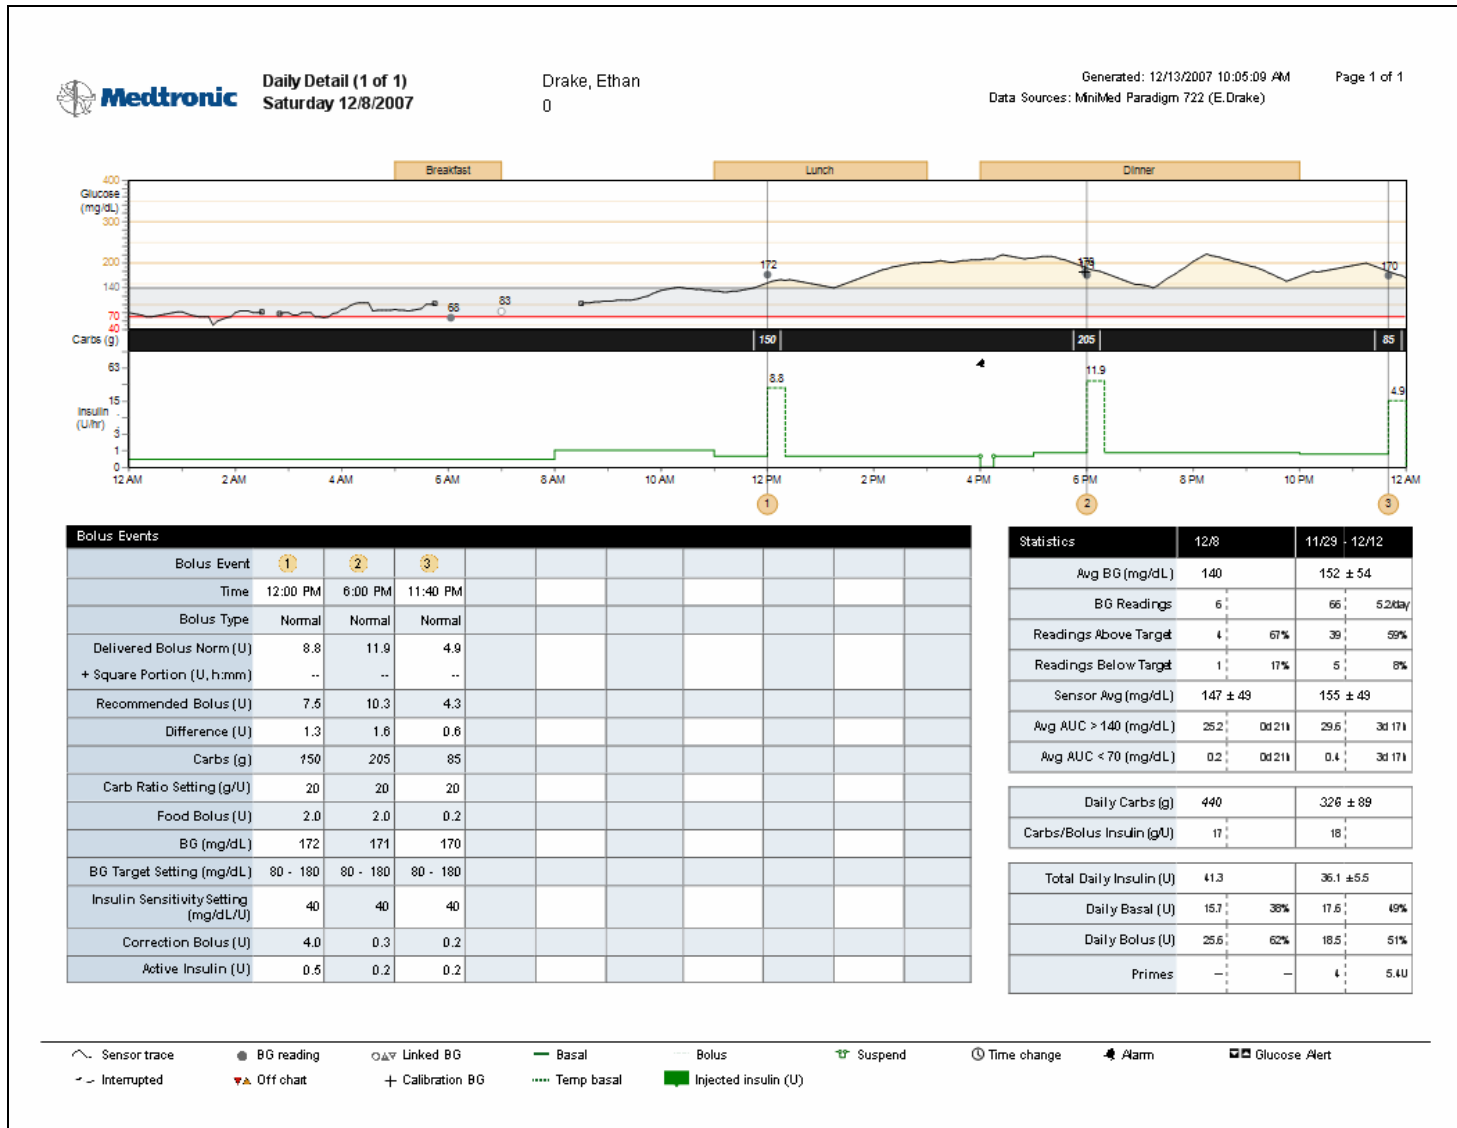 Medtronic
Daily Detail (1 of 1)
Saturday 12/8/2007
Drake, Ethan
0
Generated: 12/13/2007 10:05:09 AM
Page 1 of 1
Data Sources: MiniMed Paradigm 722 (E.Drake)
Breakfast Lunch Dinner
400
Glucose
(mg/dL)
300
200
140
70
40
172 170
68 83
Carbs (g) 150 205 85
63
15
Insulin
(U/hr)
3
1
0
8.8 11.9 4.9
12 AM 2 AM 4 AM 6 AM 8 AM 10 AM 12 PM 2 PM 4 PM 6 PM 8 PM 10 PM 12 AM
1 2 3
Bolus Events
Bolus Event 1 2 3
Time 12:00 PM 6:00 PM 11:40 PM
Bolus Type Normal Normal Normal
Delivered Bolus Norm (U) 8.8 11.9 4.9
+ Square Portion (U, h:mm) -- -- --
Recommended Bolus (U) 7.5 10.3 4.3
Difference (U) 1.3 1.6 0.6
Carbs (g) 150 205 85
Carb Ratio Setting (g/U) 20 20 20
Food Bolus (U) 2.0 2.0 0.2
BG (mg/dL) 172 171 170
BG Target Setting (mg/dL) 80 - 180 80 - 180 80 - 180
Insulin Sensitivity Setting
(mg/dL/U) 40 40 40
Correction Bolus (U) 4.0 0.3 0.2
Active Insulin (U) 0.5 0.2 0.2
Statistics 12/8 11/29 - 12/12
Avg BG (mg/dL) 140 152 ± 54
BG Readings 6 66 5.2/day
Readings Above Target 4 67% 39 59%
Readings Below Target 1 17% 5 8%
Sensor Avg (mg/dL) 147 ± 49 155 ± 49
Avg AUC > 140 (mg/dL) 25.2 0d 21h 29.6 3d 17h
Avg AUC < 70 (mg/dL) 0.2 0d 21h 0.4 3d 17h
Daily Carbs (g) 440 326 ± 89
Carbs/Bolus Insulin (g/U) 17 18
Total Daily Insulin (U) 41.3 36.1 ±5.5
Daily Basal (U) 15.7 38% 17.6 49%
Daily Bolus (U) 25.6 62% 18.5 51%
Primes -- -- 4 5.4U
Sensor trace BG reading Linked BG Basal Bolus Suspend Time change Alarm Glucose Alert
Interrupted Off chart Calibration BG Temp basal Injected insulin (U)